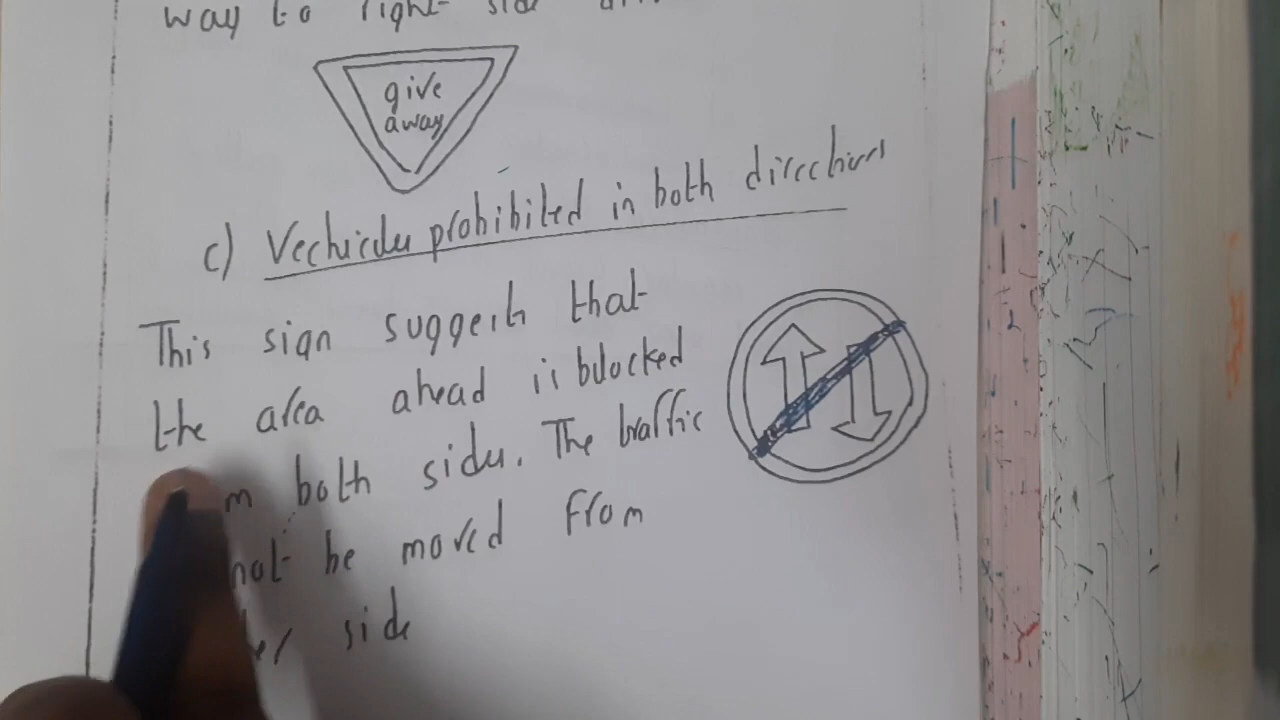 way to right side
give
away
c) Vechicles prohibited in both directions
This sign suggests that
the area ahead is blocked
both sides. The traffic
not be moved from
side